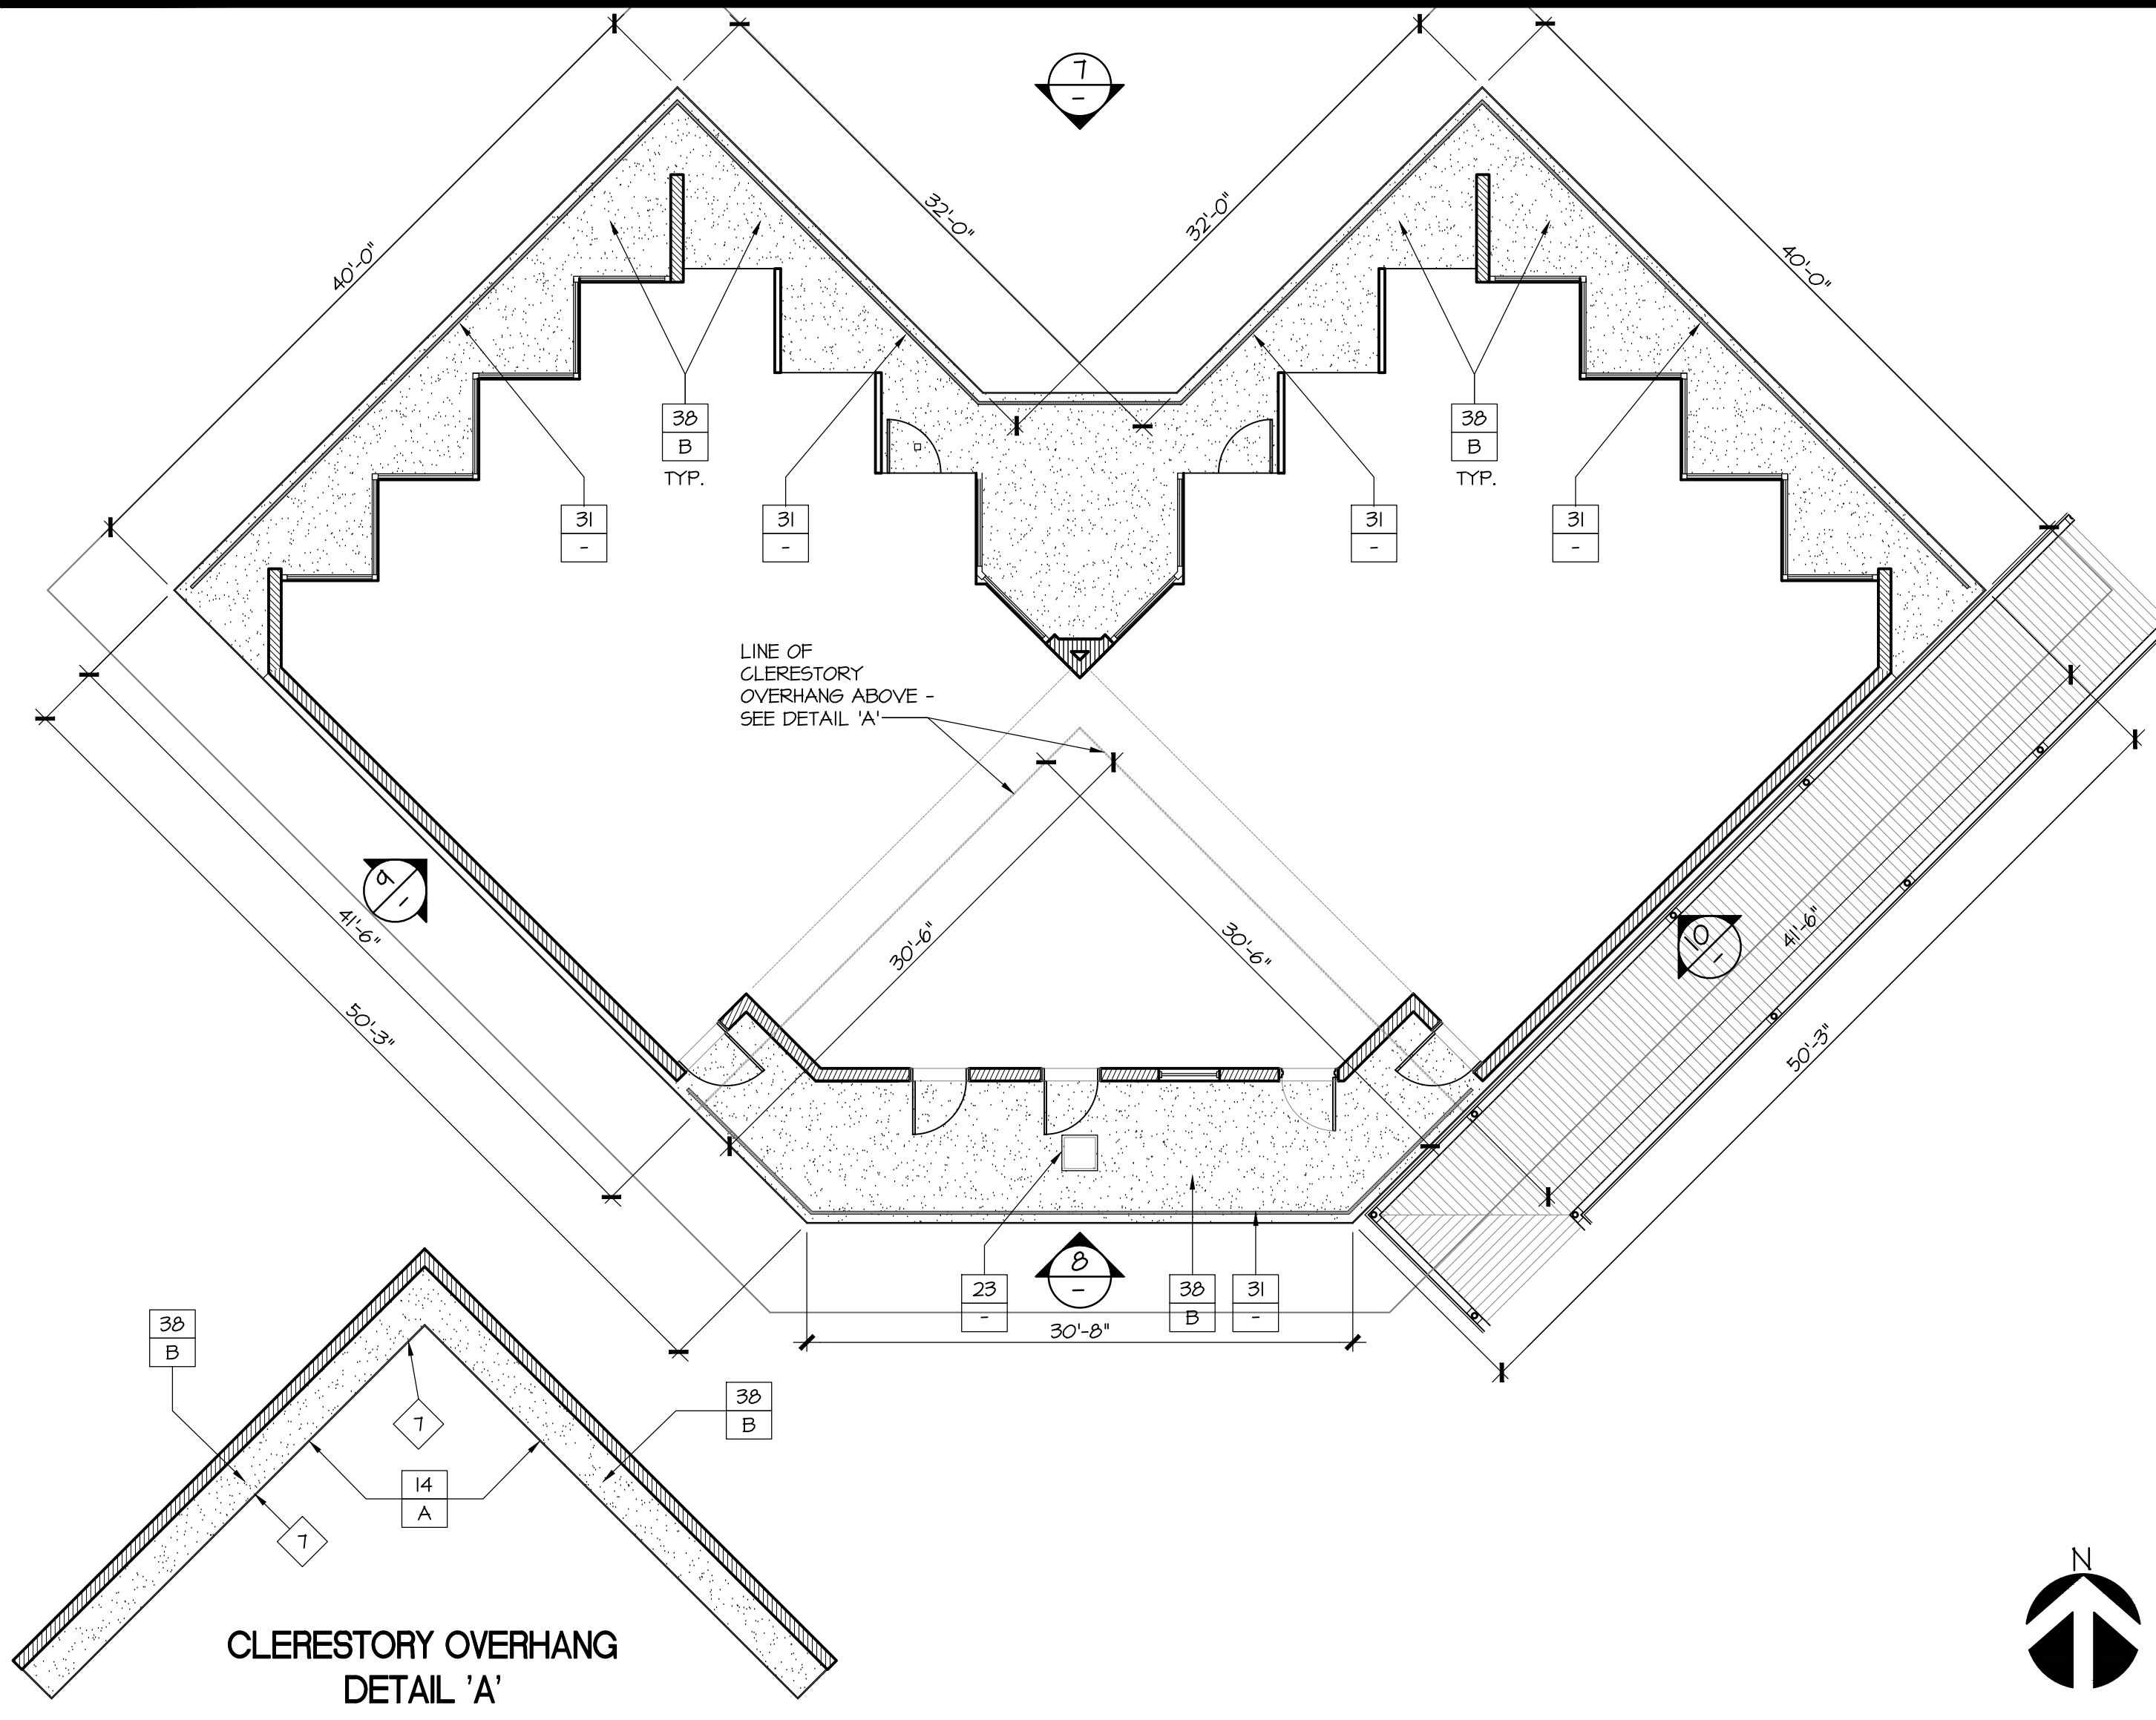 7
-
32'-0"
32'-0"
40'-0"
40'-0"
38
B
TYP.
38
B
TYP.
31
-
31
-
31
-
31
-
LINE OF
CLERESTORY
OVERHANG ABOVE -
SEE DETAIL 'A'
9
-
10
-
41'-6"
41'-6"
30'-6"
30'-6"
50'-3"
50'-3"
23
-
8
-
38
B
31
-
30'-8"
38
B
7
38
B
14
A
7
CLERESTORY OVERHANG
DETAIL 'A'
N